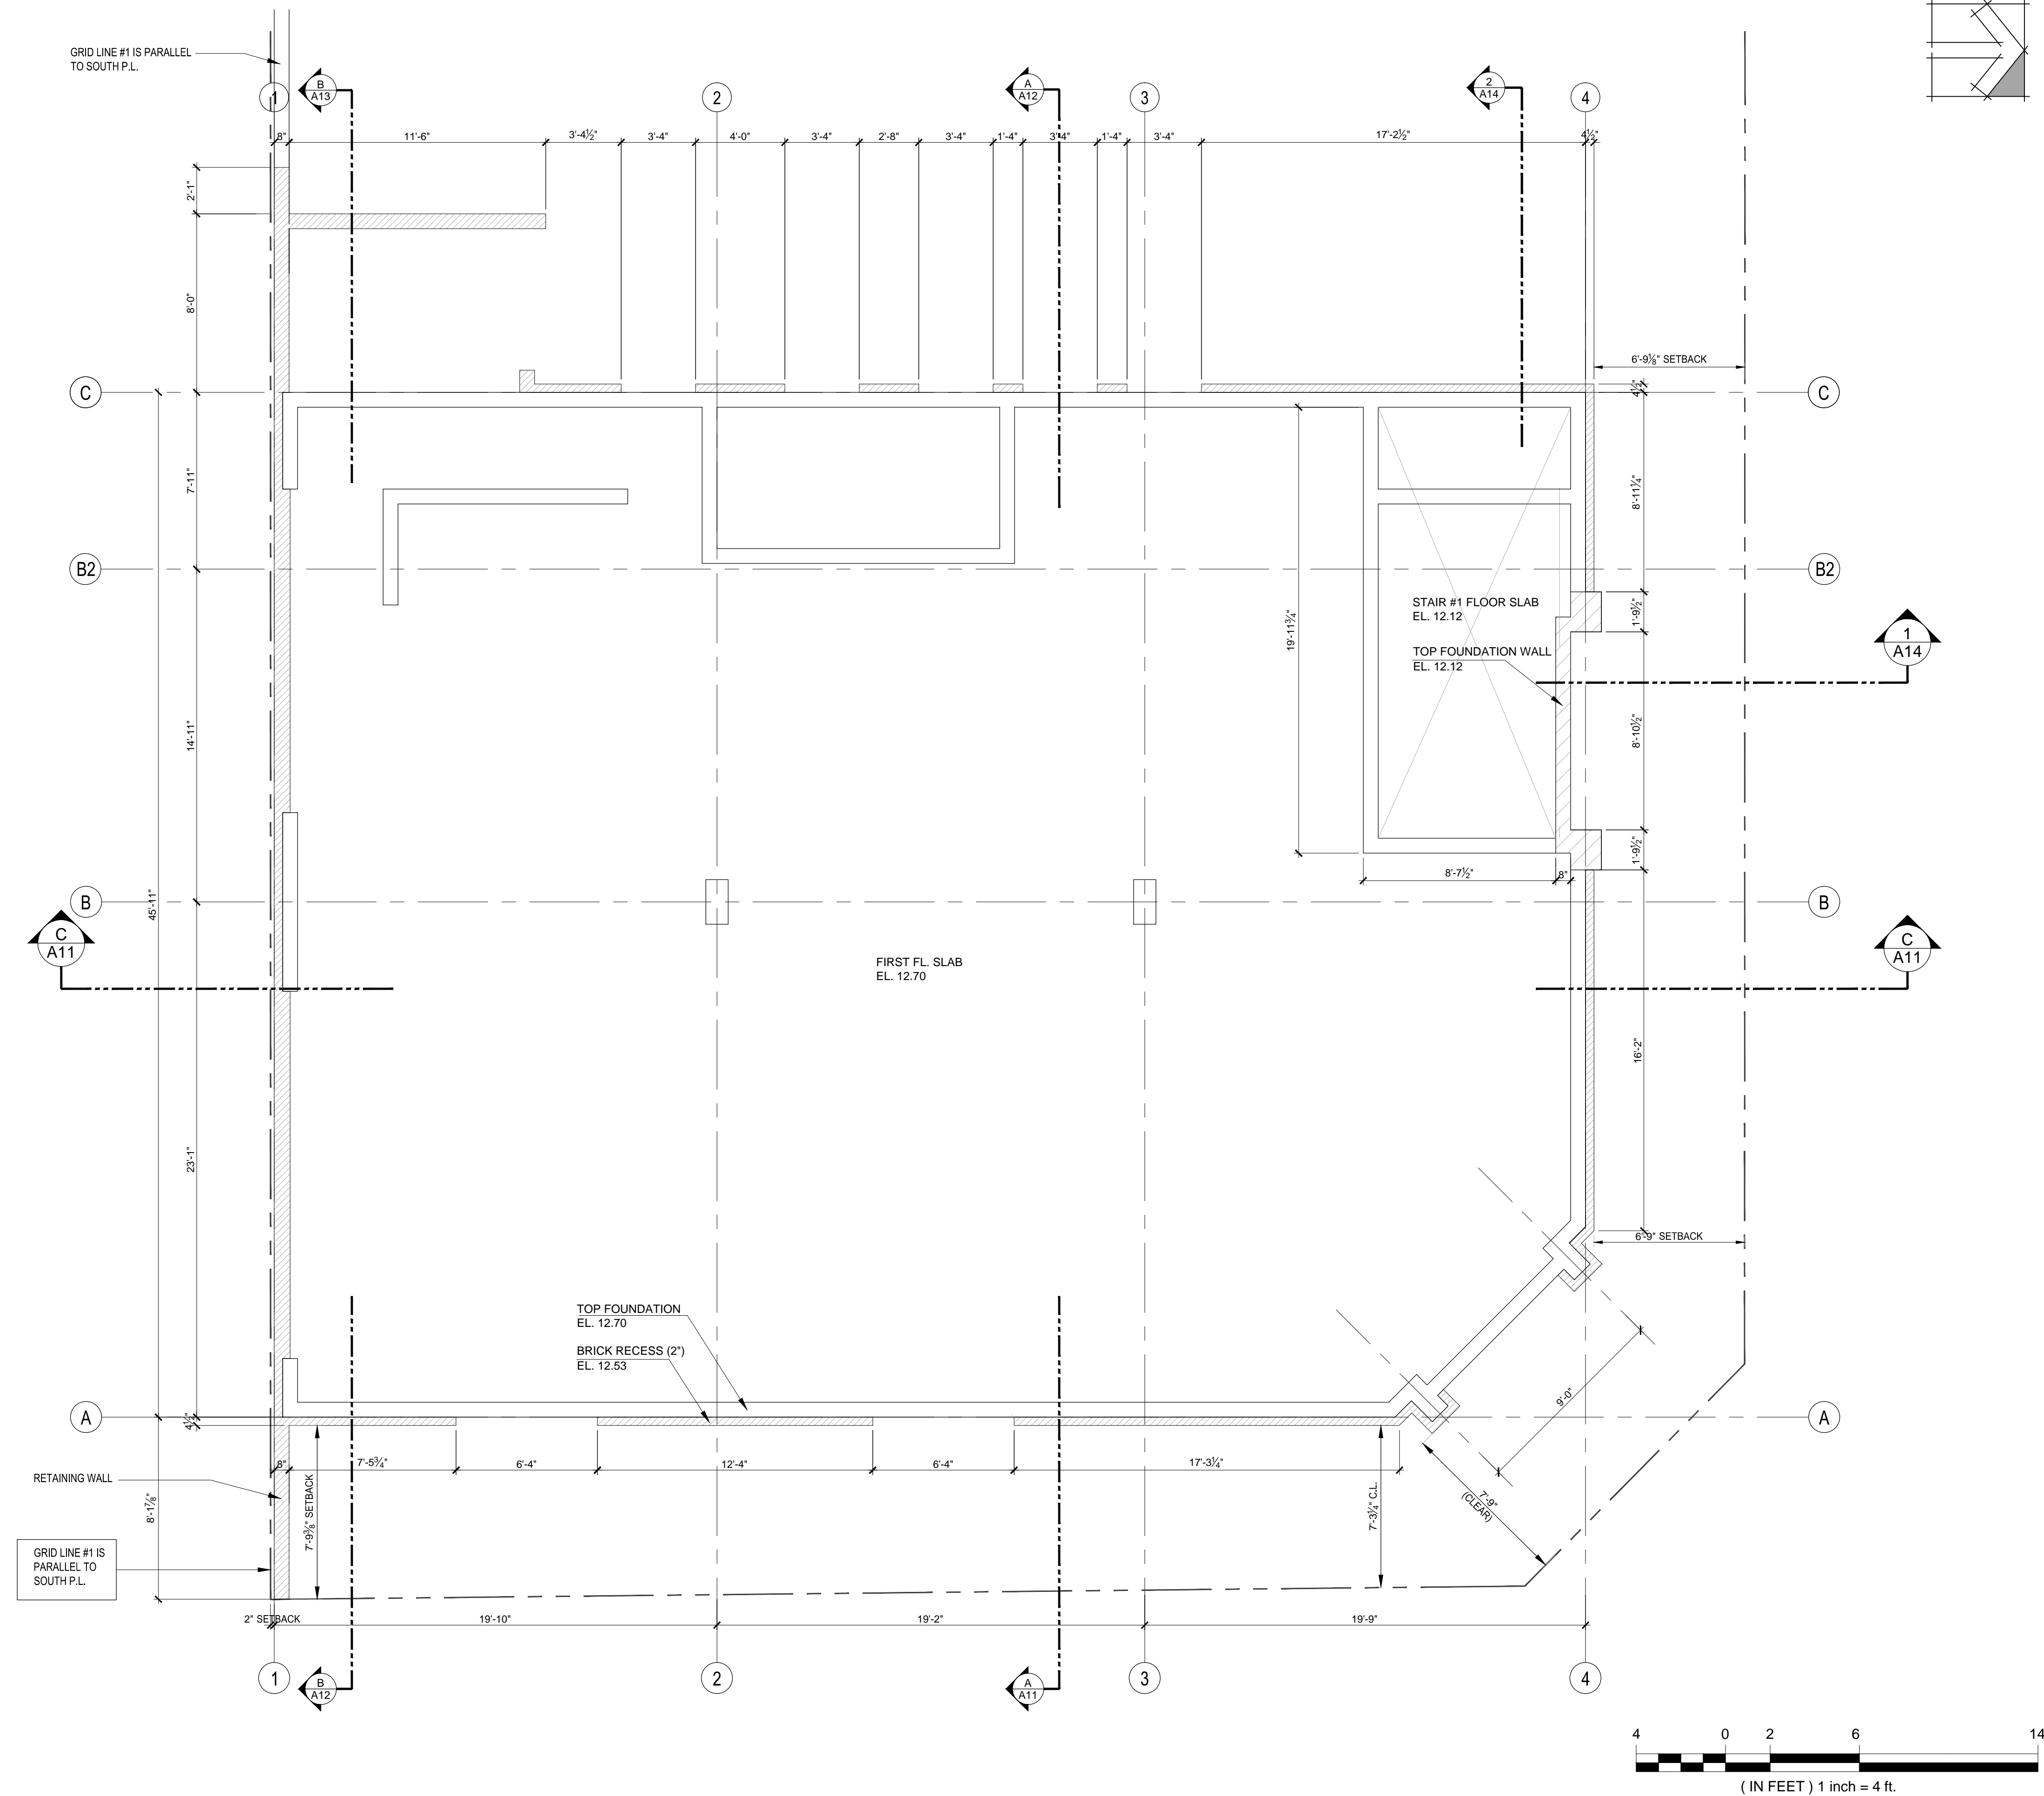 GRID LINE #1 IS PARALLEL
TO SOUTH P.L.
1
B
A13
2
A
A12
3
2
A14
4
8"
11'-6"
3'-4½"
3'-4"
4'-0"
3'-4"
2'-8"
3'-4"
1'-4"
3'-4"
1'-4"
3'-4"
17'-2½"
4½"
2'-1"
8'-0"
6'-9⅛" SETBACK
C
4½"
C
7'-11"
8'-11¼"
B2
B2
STAIR #1 FLOOR SLAB
EL. 12.12
1'-9½"
19'-11¾"
1
A14
TOP FOUNDATION WALL
EL. 12.12
14'-11"
8'-10½"
1'-9½"
8'-7½"
8"
45'-11"
B
B
C
A11
C
A11
FIRST FL. SLAB
EL. 12.70
16'-2"
23'-1"
6'-9" SETBACK
TOP FOUNDATION
EL. 12.70
BRICK RECESS (2")
EL. 12.53
9'-0"
A
4½"
A
8"
7'-5¾"
6'-4"
12'-4"
6'-4"
17'-3¼"
RETAINING WALL
8'-1⅞"
7'-9⅜" SETBACK
7'-3¼" C.L.
7'-9"
(CLEAR)
GRID LINE #1 IS
PARALLEL TO
SOUTH P.L.
2" SETBACK
19'-10"
19'-2"
19'-9"
1
B
A12
2
A
A11
3
4
4
0
2
6
14
( IN FEET ) 1 inch = 4 ft.